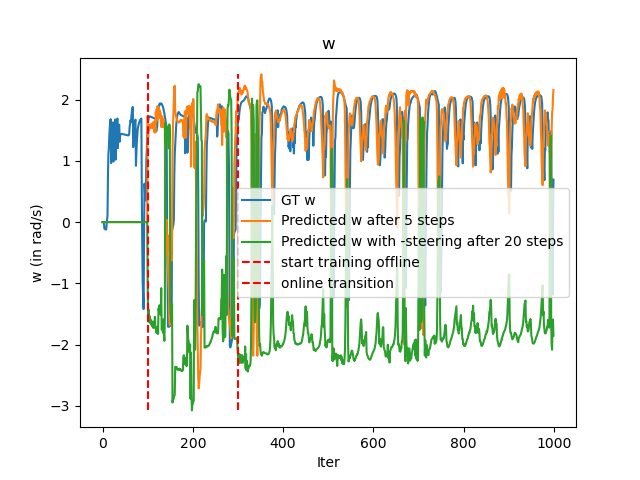 w
w (in rad/s)
2
1
0
−1
−2
−3
GT w
Predicted w after 5 steps
Predicted w with -steering after 20 steps
start training offline
online transition
0 200 400 600 800 1000
Iter